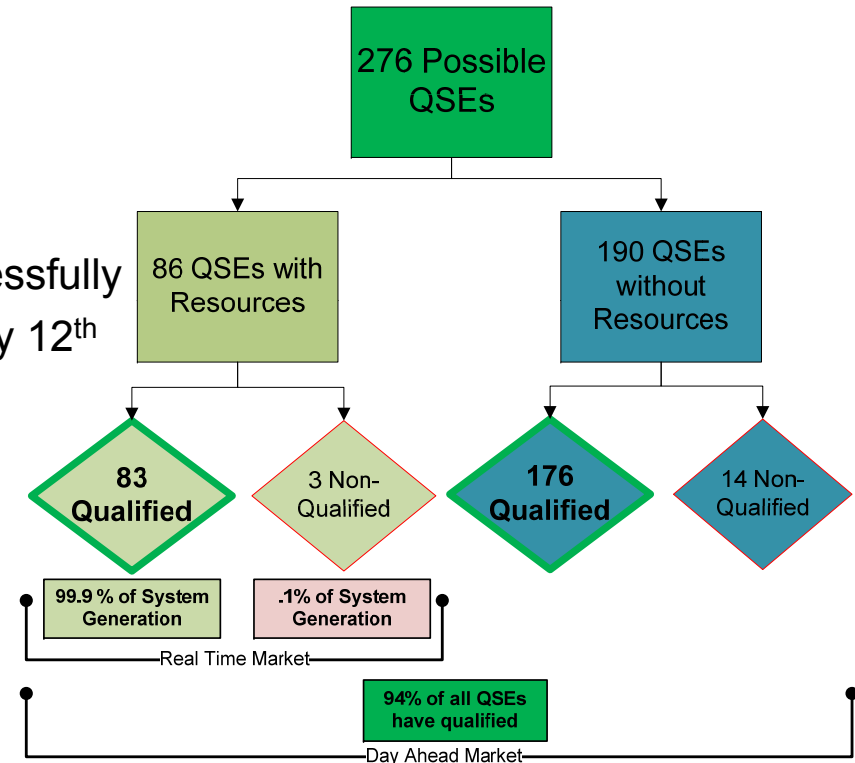 276 Possible
QSEs
essfully
y 12th
86 QSEs with
Resources
190 QSEs
without
Resources
83
Qualified
3 Non-
Qualified
176
Qualified
14 Non-
Qualified
99.9 % of System
Generation
.1% of System
Generation
Real Time Market
94% of all QSEs
have qualified
Day Ahead Market